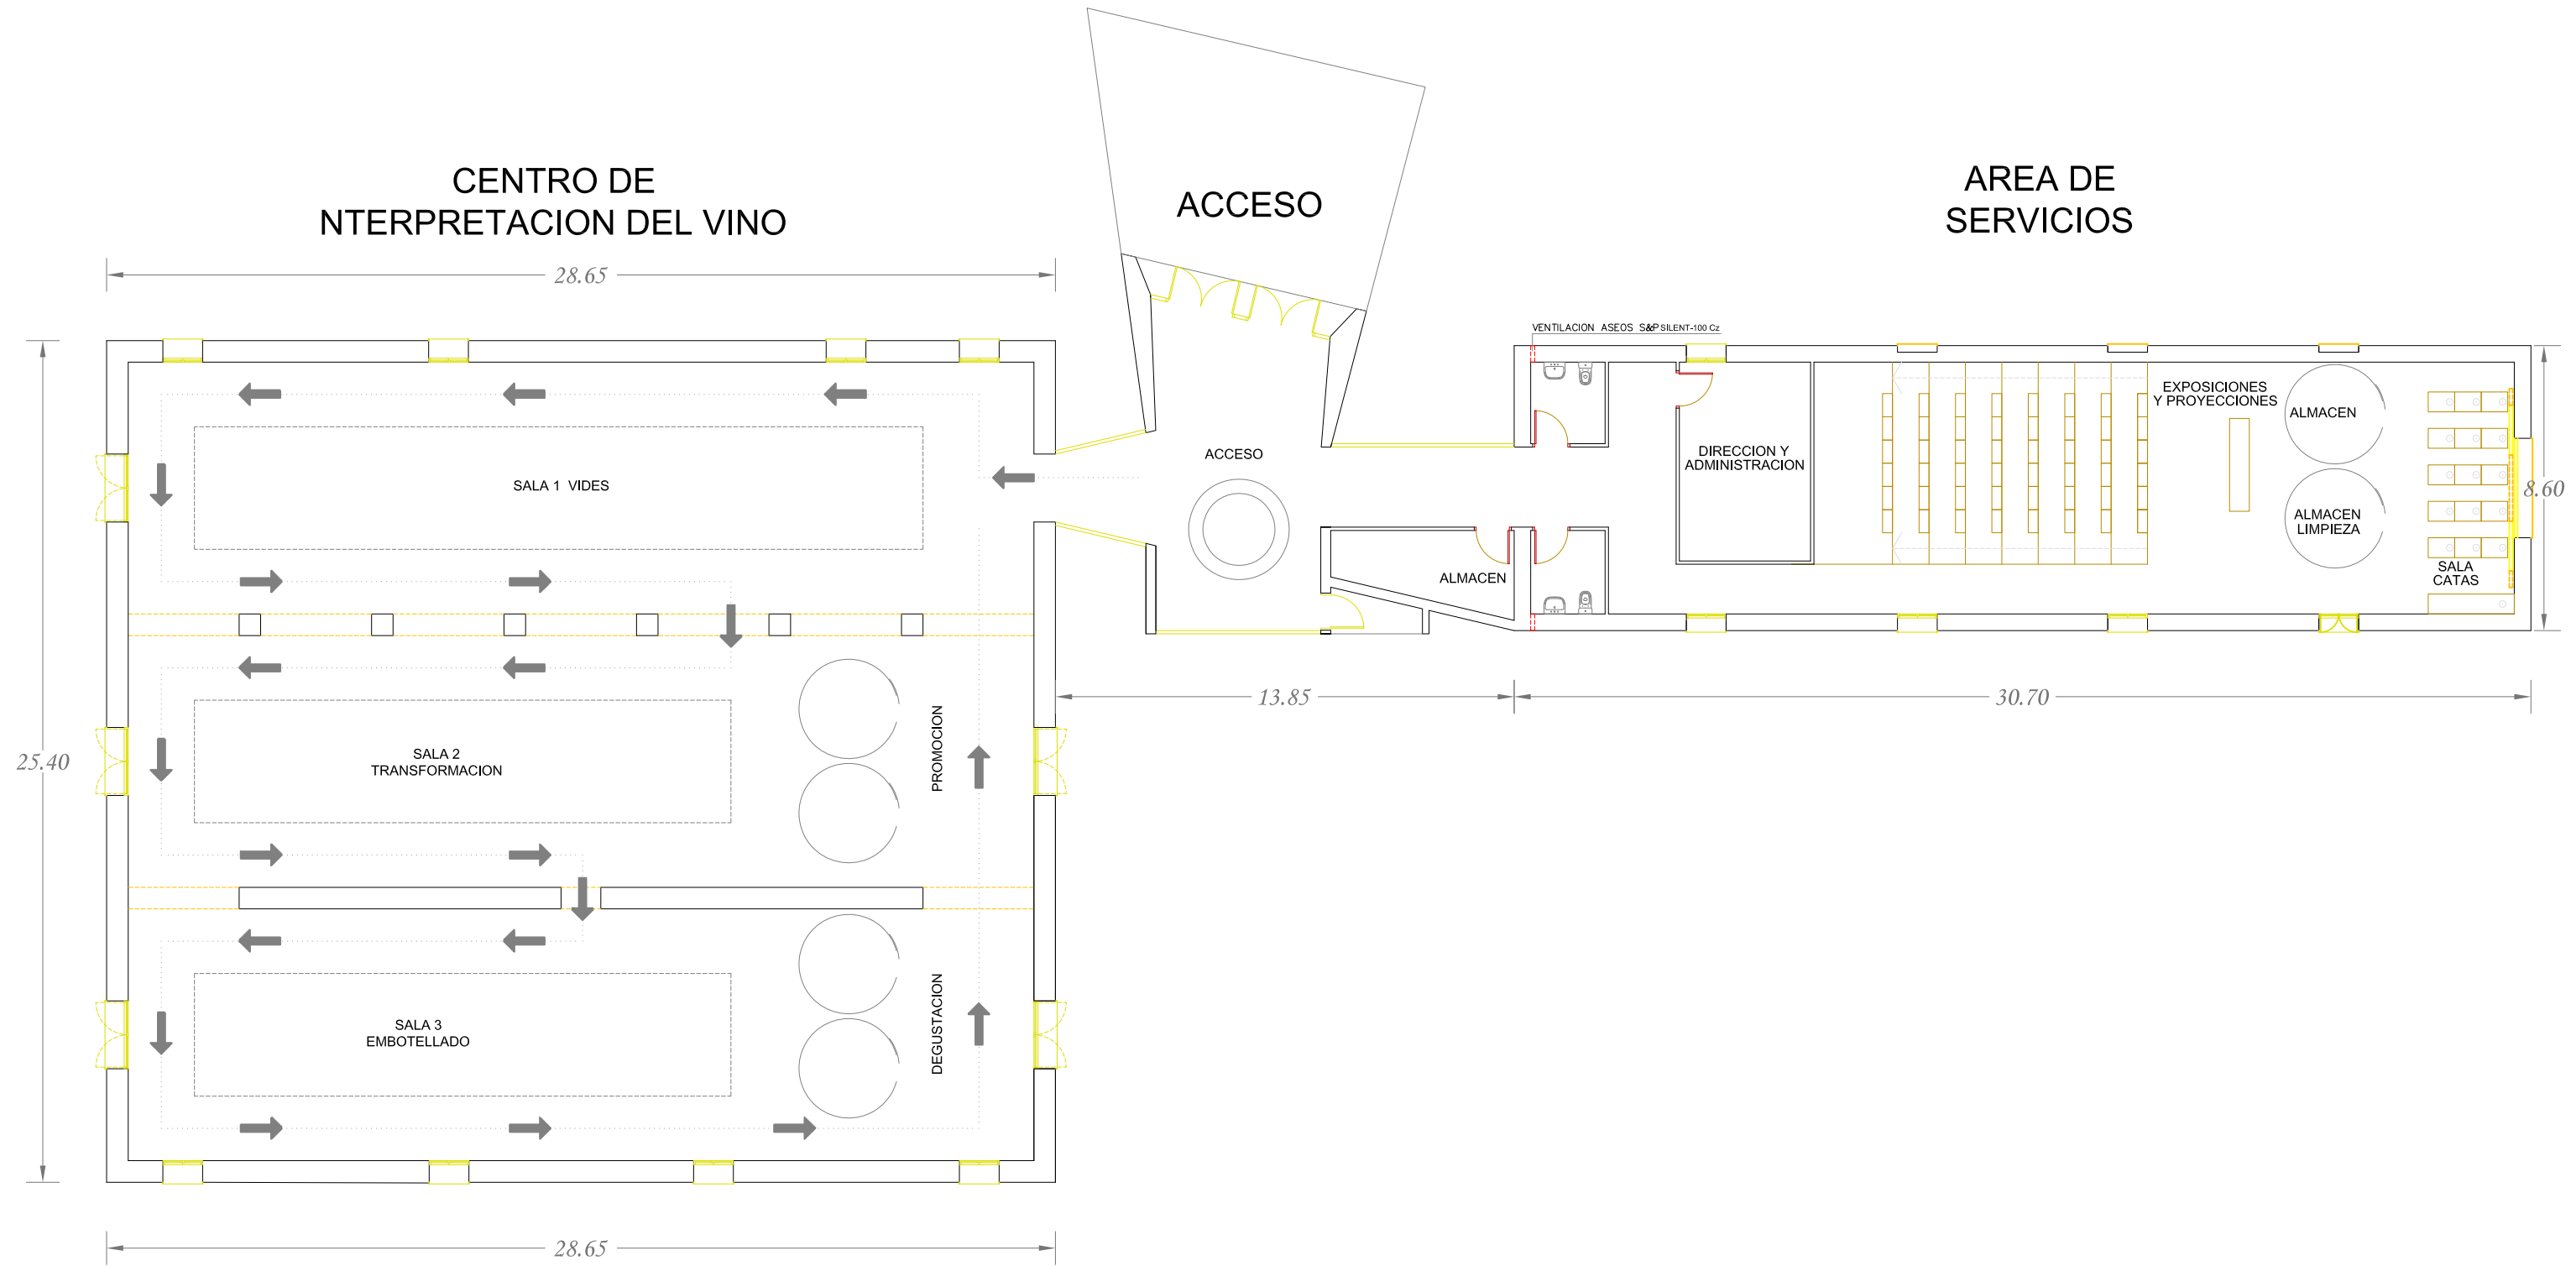 CENTRO DE
NTERPRETACION DEL VINO
ACCESO
AREA DE
SERVICIOS
28.65
VENTILACION ASEOS S&P SILENT-100 Cz
EXPOSICIONES
Y PROYECCIONES
ALMACEN
DIRECCION Y
ADMINISTRACION
ACCESO
SALA 1 VIDES
8.60
ALMACEN
LIMPIEZA
ALMACEN
SALA
CATAS
13.85
30.70
25.40
SALA 2
TRANSFORMACION
PROMOCION
SALA 3
EMBOTELLADO
DEGUSTACION
28.65